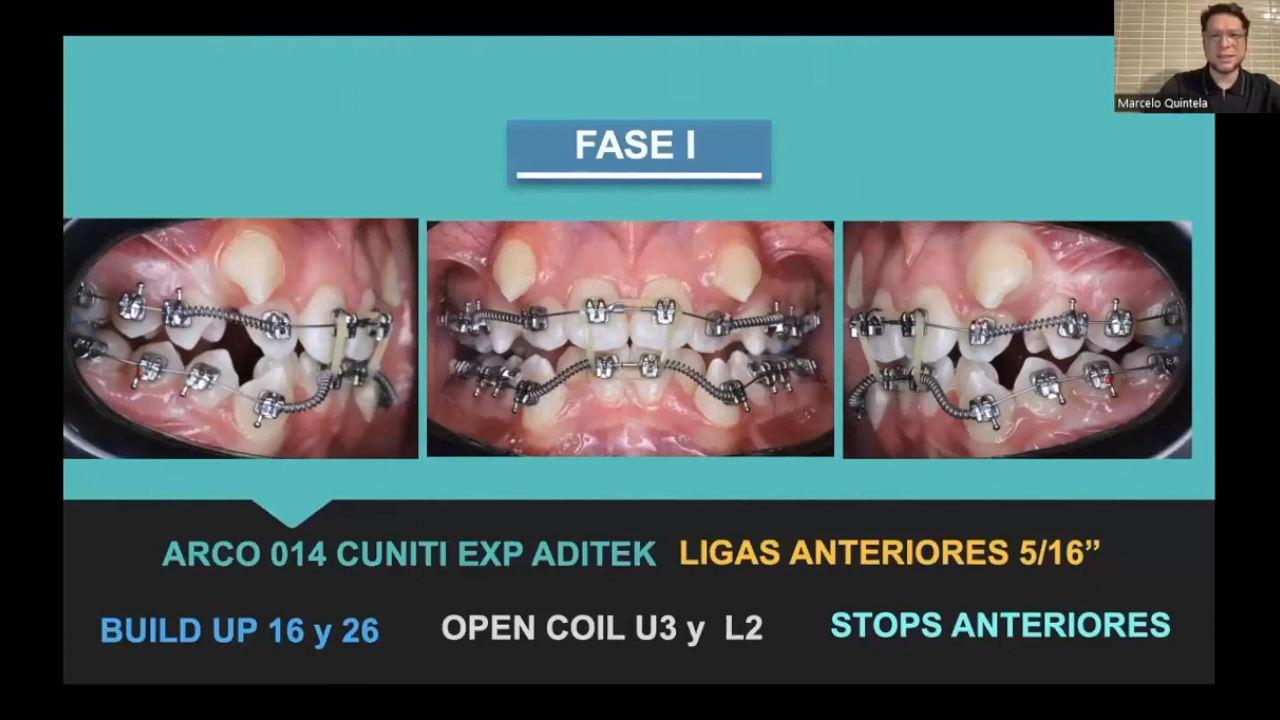 Marcelo Quintela
FASE I
ARCO 014 CUNITI EXP ADITEK LIGAS ANTERIORES 5/16”
BUILD UP 16 y 26 OPEN COIL U3 y L2 STOPS ANTERIORES